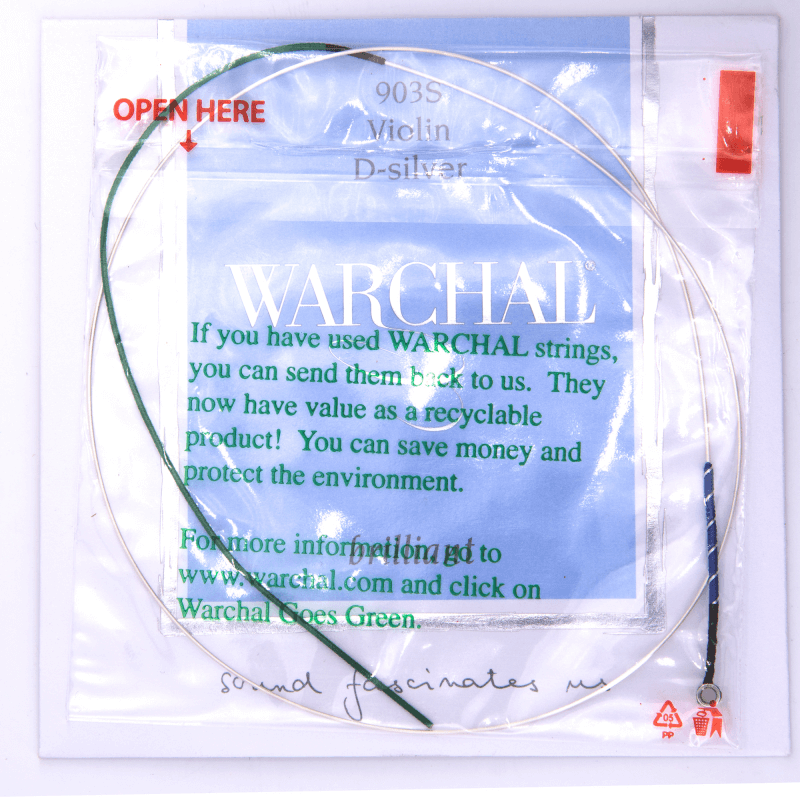 903S
Violin
D-silver
OPEN HERE
WARCHAL®
If you have used WARCHAL strings,
you can send them back to us. They
now have value as a recyclable
product! You can save money and
protect the environment.
brilliant
For more information, go to
www.warchal.com and click on
Warchal Goes Green.
sound fascinates us
05
PP